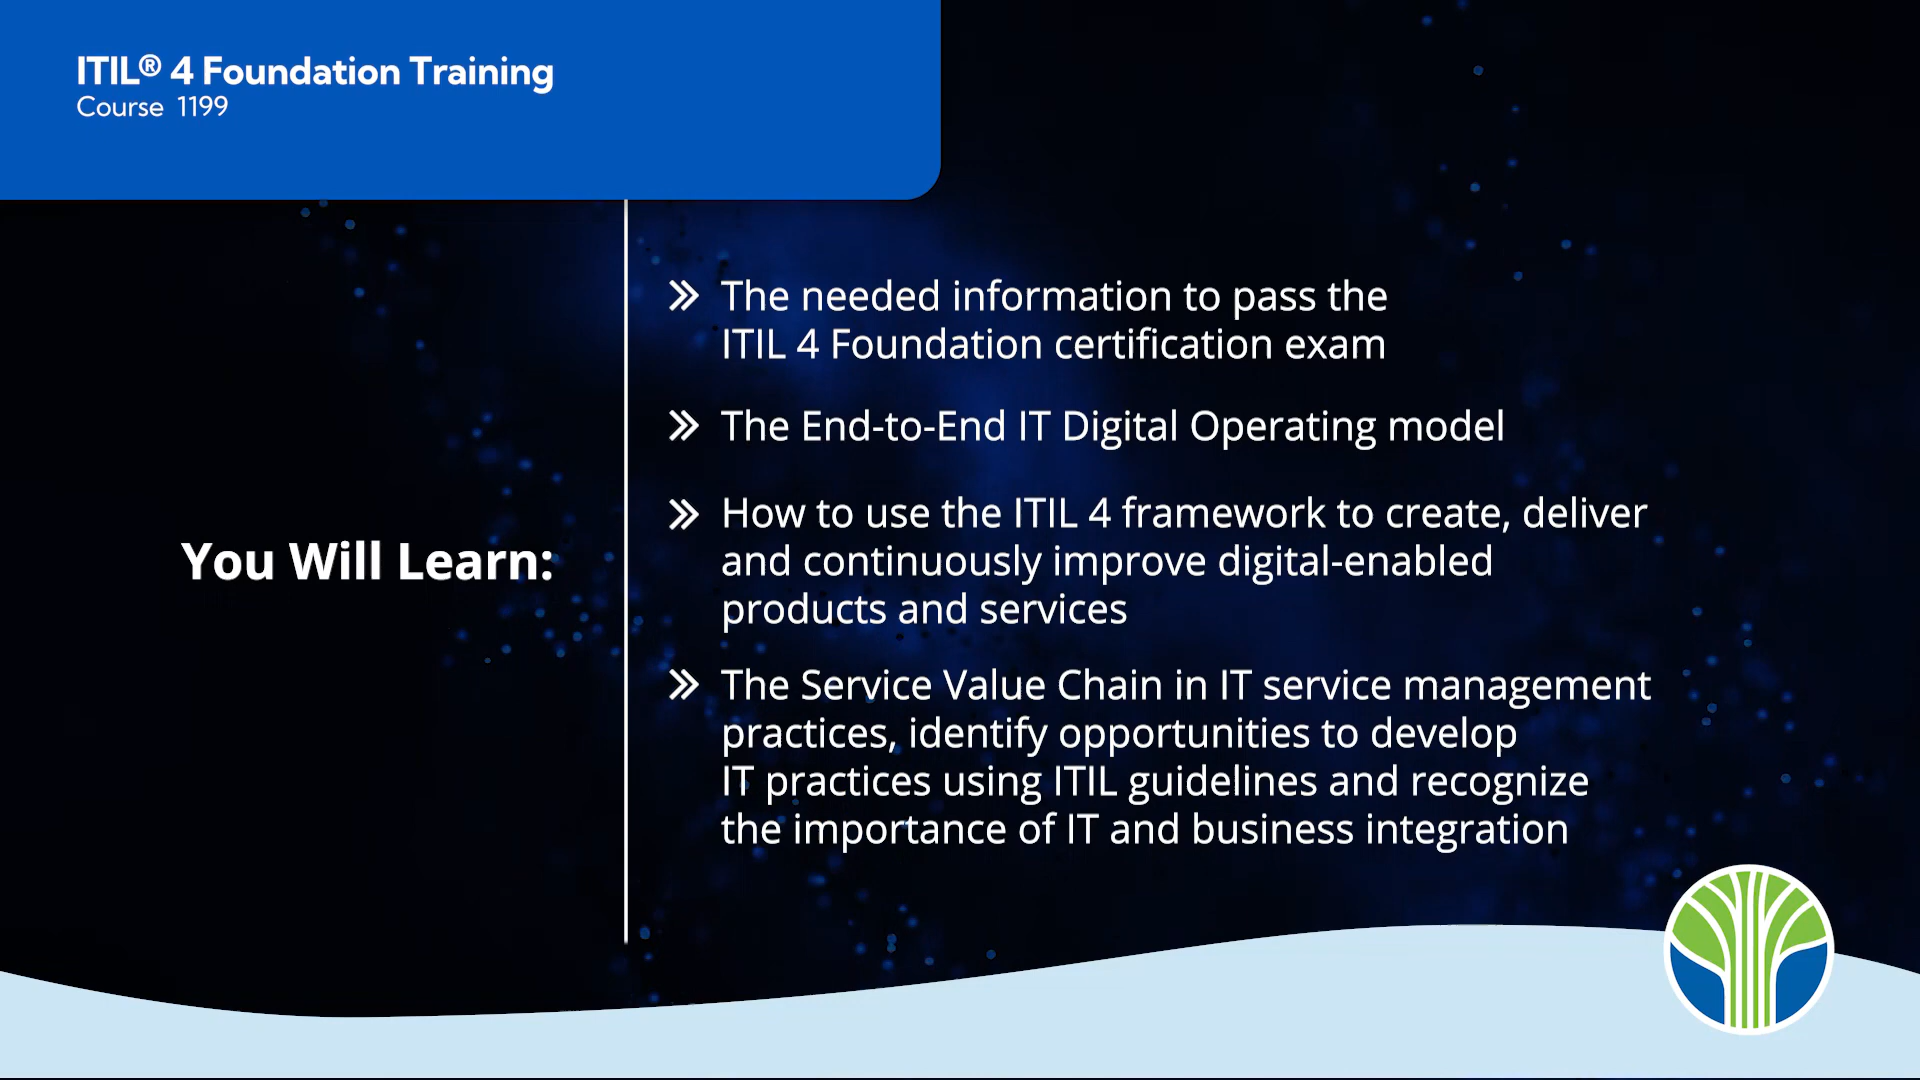 ITIL® 4 Foundation Training
Course 1199
You Will Learn:
The needed information to pass the
ITIL 4 Foundation certification exam
The End-to-End IT Digital Operating model
How to use the ITIL 4 framework to create, deliver
and continuously improve digital-enabled
products and services
The Service Value Chain in IT service management
practices, identify opportunities to develop
IT practices using ITIL guidelines and recognize
the importance of IT and business integration